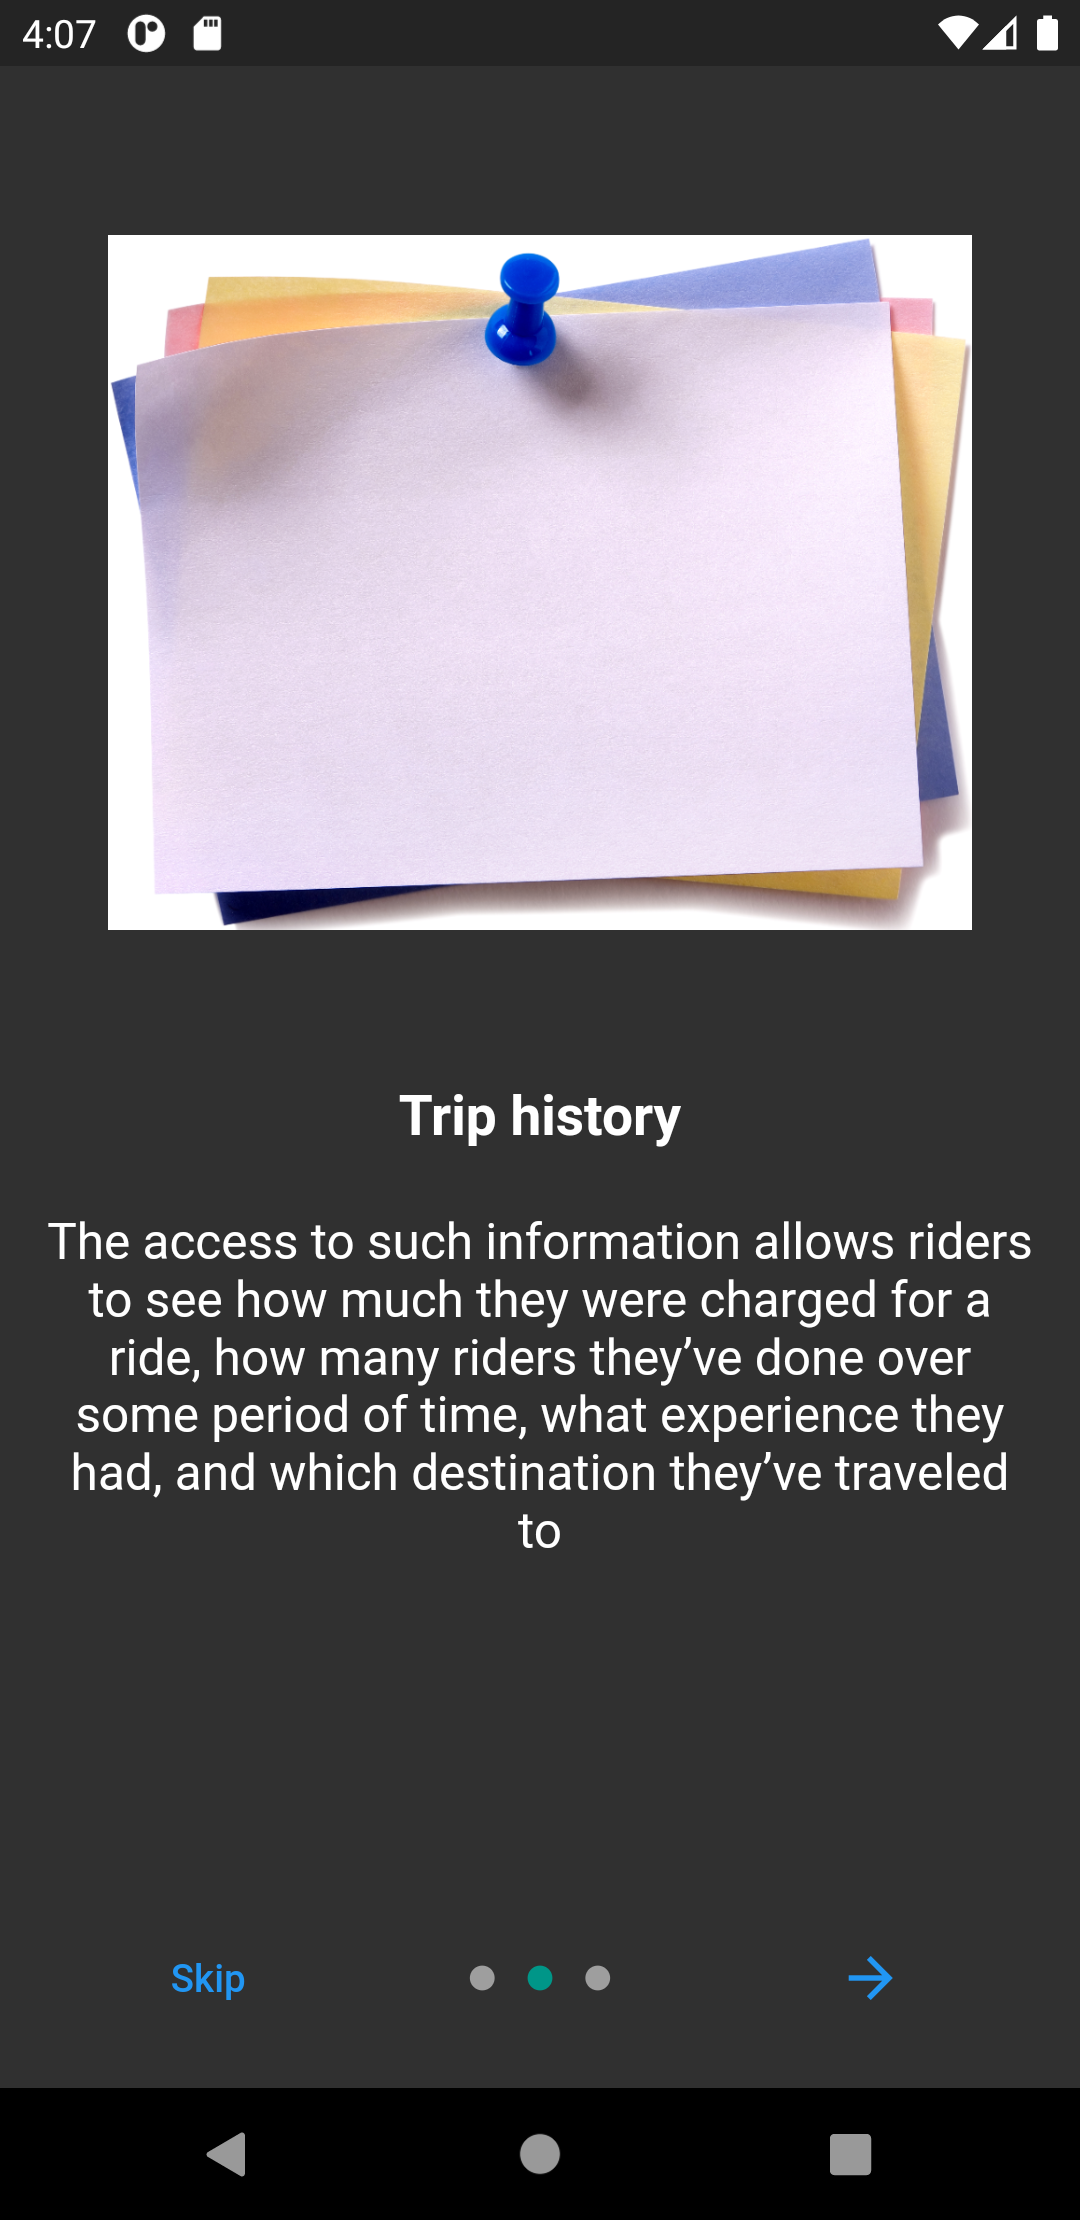 4:07
Trip history
The access to such information allows riders
to see how much they were charged for a
ride, how many riders they’ve done over
some period of time, what experience they
had, and which destination they’ve traveled
to
Skip